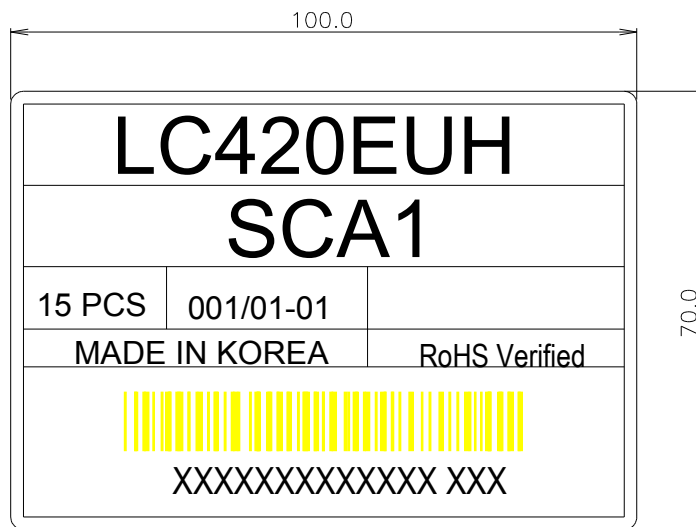 100.0
LC420EUH
SCA1
70.0
15 PCS 001/01-01
MADE IN KOREA RoHS Verified
XXXXXXXXXXXXX XXX